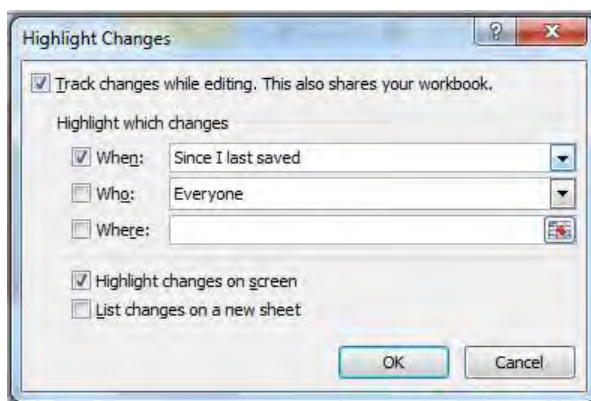 Highlight Changes
Track changes while editing. This also shares your workbook.
Highlight which changes
When: Since I last saved
Who: Everyone
Where:
Highlight changes on screen
List changes on a new sheet
OK Cancel